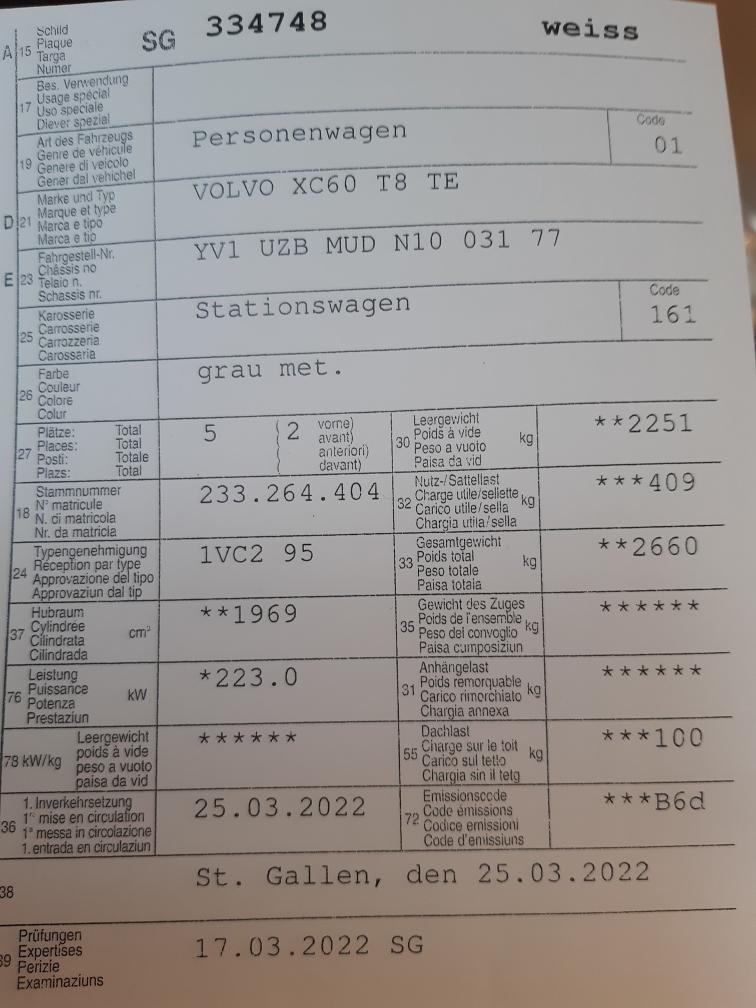 A 15 Schild
Plaque
Targa
Numer
SG 334748 weiss
17 Bes. Verwendung
Usage spécial
Uso speciale
Diever spezial
19 Art des Fahrzeugs
Genre de véhicule
Genere di veicolo
Gener dal vehichel
Personenwagen
Code
01
D 21 Marke und Typ
Marque et type
Marca e tipo
Marca e tip
VOLVO XC60 T8 TE
E 23 Fahrgestell-Nr.
Châssis no
Telaio n.
Schassis nr.
YV1 UZB MUD N10 031 77
25 Karosserie
Carrosserie
Carrozzeria
Carossaria
Stationswagen
Code
161
26 Farbe
Couleur
Colore
Colur
grau met.
27 Plätze: Total
Places: Total
Posti: Totale
Plazs: Total
5 ( 2 vorne)
( avant)
( anteriori)
( davant)
30 Leergewicht
Poids à vide
Peso a vuoto
Paisa da vid
kg
**2251
18 Stammnummer
N° matricule
N. di matricola
Nr. da matricla
233.264.404
32 Nutz-/Sattellast
Charge utile/sellette
Carico utile/sella
Chargia utila/sella
kg
***409
24 Typengenehmigung
Réception par type
Approvazione del tipo
Approvaziun dal tip
1VC2 95
33 Gesamtgewicht
Poids total
Peso totale
Paisa totala
kg
**2660
37 Hubraum
Cylindrée
Cilindrata
Cilindrada
cm³
**1969
35 Gewicht des Zuges
Poids de l'ensemble
Peso del convoglio
Paisa cumposiziun
kg
******
76 Leistung
Puissance
Potenza
Prestaziun
kW
*223.0
31 Anhängelast
Poids remorquable
Carico rimorchiato
Chargia annexa
kg
******
78 kW/kg Leergewicht
poids à vide
peso a vuoto
paisa da vid
******
55 Dachlast
Charge sur le toit
Carico sul tetto
Chargia sin il tetg
kg
***100
36 1. Inverkehrsetzung
1re mise en circulation
1a messa in circolazione
1. entrada en circulaziun
25.03.2022
72 Emissionscode
Code émissions
Codice emissioni
Code d'emissiuns
***B6d
38
St. Gallen, den 25.03.2022
39 Prüfungen
Expertises
Perizie
Examinaziuns
17.03.2022 SG